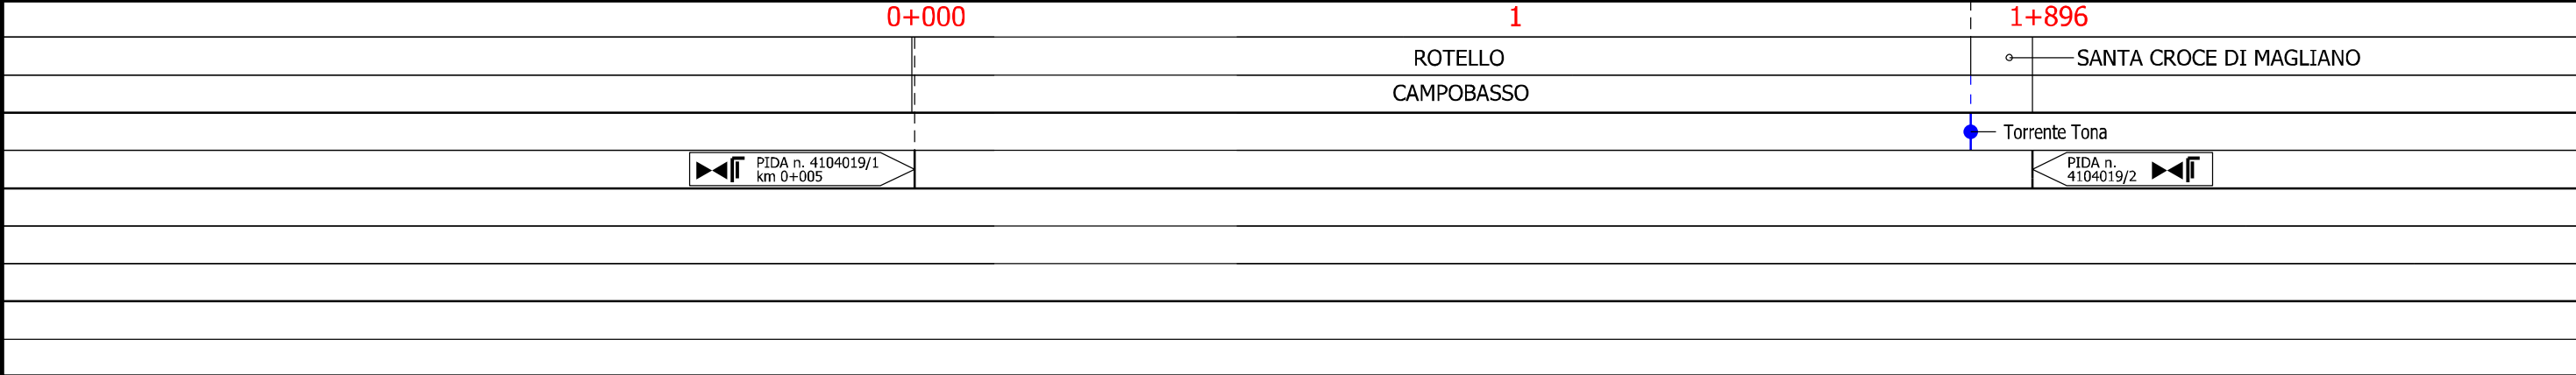 0+000 1 1+896
ROTELLO SANTA CROCE DI MAGLIANO
CAMPOBASSO
Torrente Tona
PIDA n. 4104019/1
km 0+005
PIDA n.
4104019/2